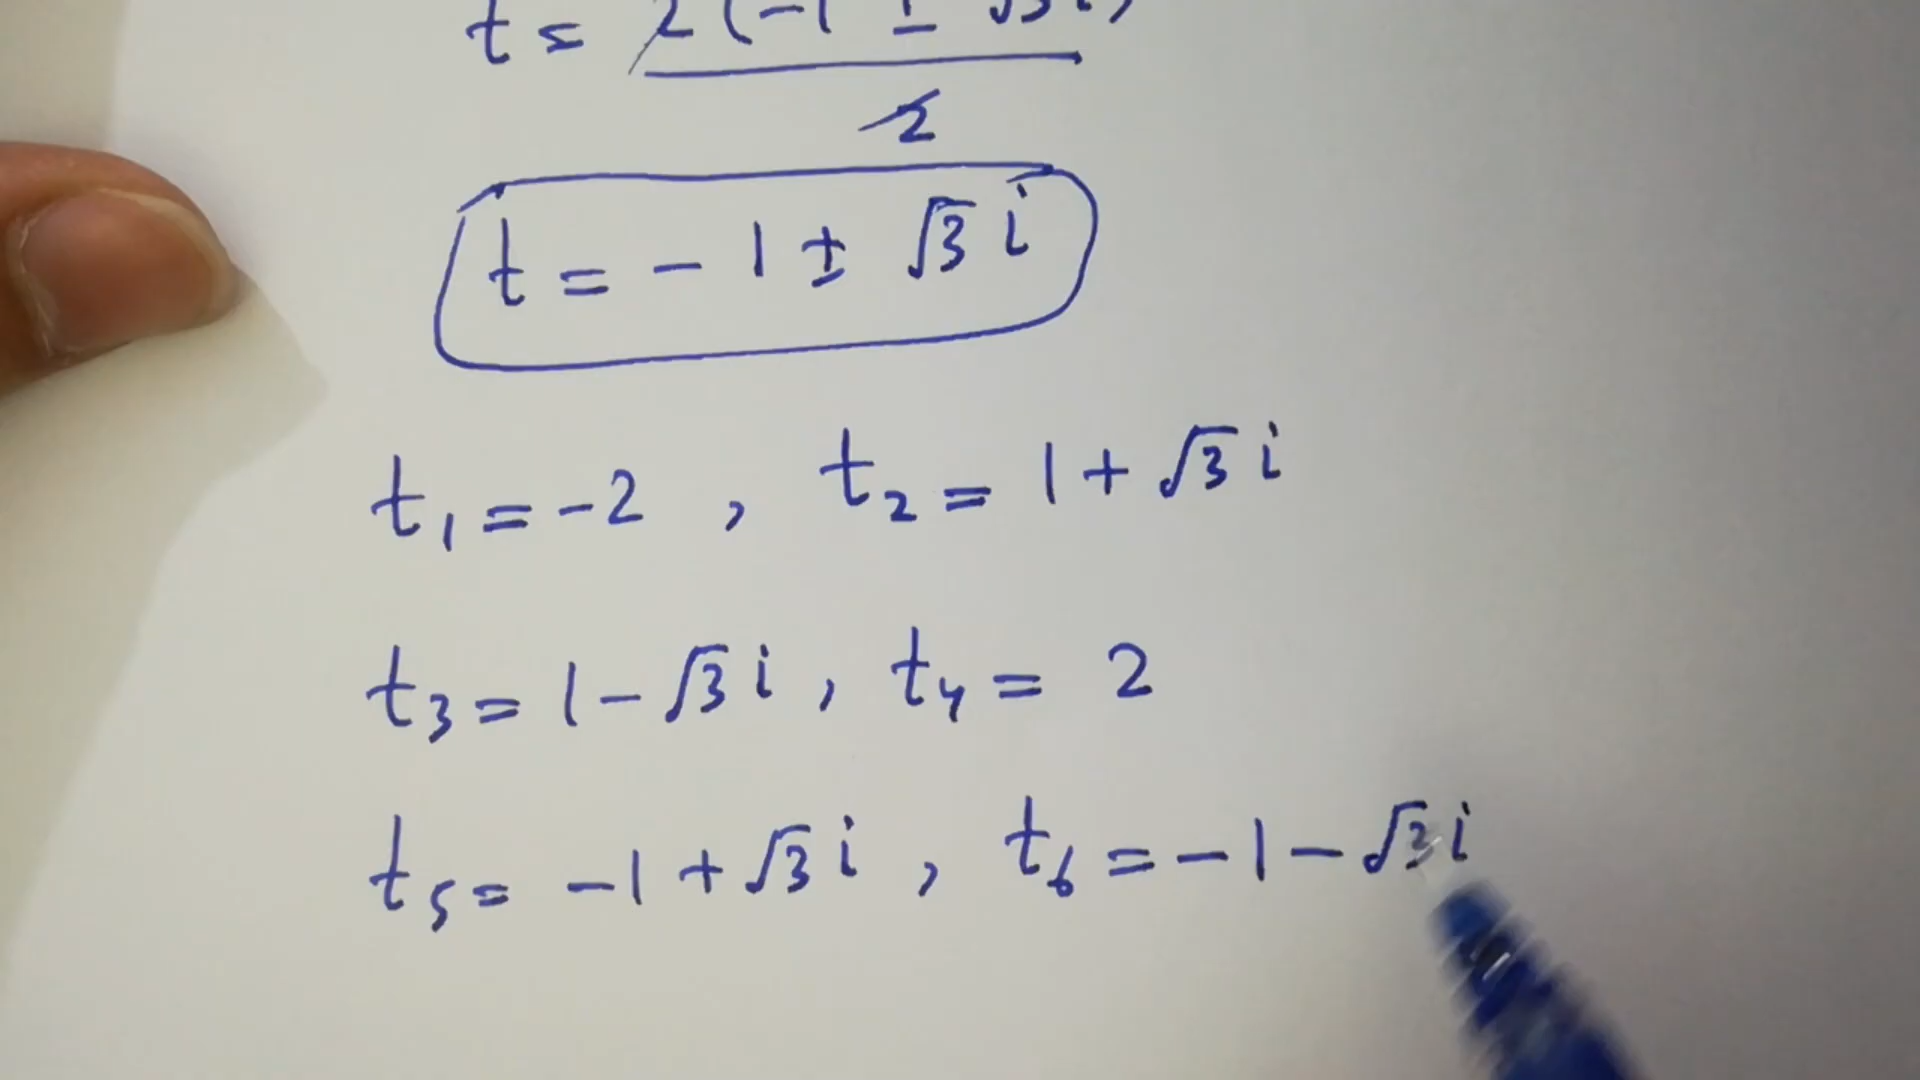 t = 2(-1 ± √3i)
2
t = -1 ± √3 i
t₁ = -2 , t₂ = 1 + √3 i
t₃ = 1 - √3 i , t₄ = 2
t₅ = -1 + √3 i , t₆ = -1 - √3 i